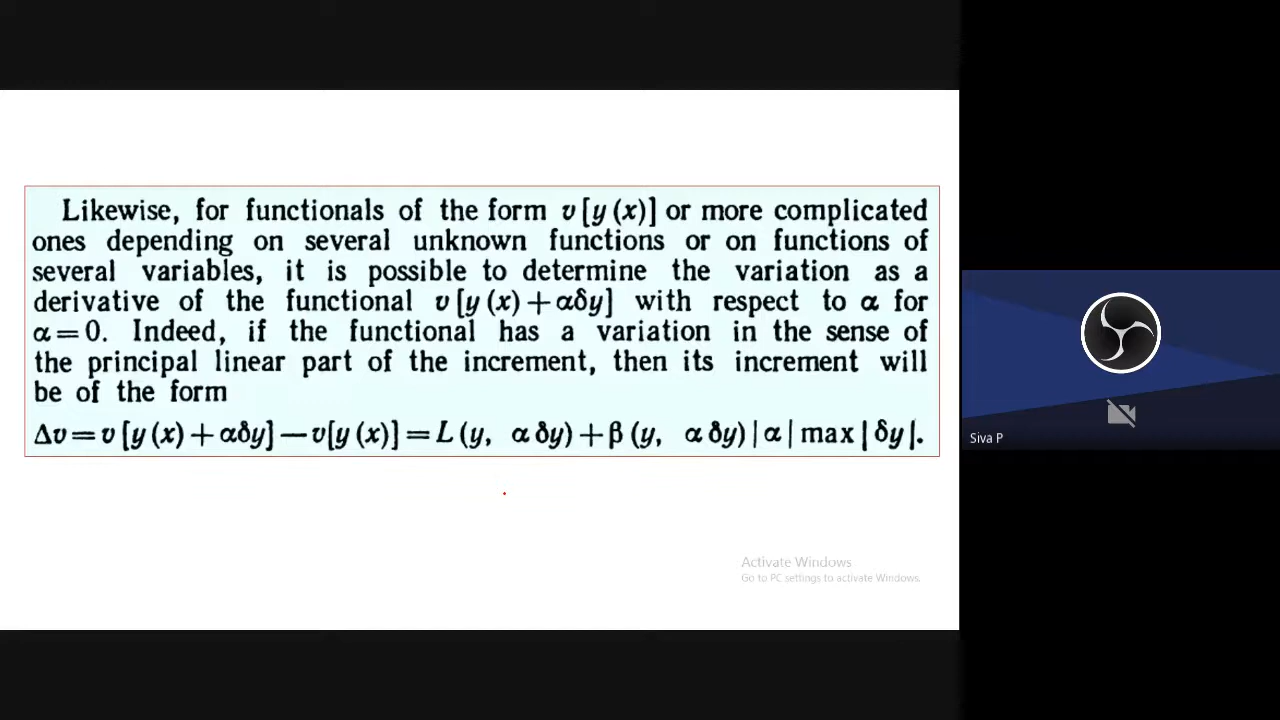 Likewise, for functionals of the form v [y (x)] or more complicated
ones depending on several unknown functions or on functions of
several variables, it is possible to determine the variation as a
derivative of the functional v [y (x) + αδy] with respect to α for
α = 0. Indeed, if the functional has a variation in the sense of
the principal linear part of the increment, then its increment will
be of the form
Δv = v [y (x) + αδy] — v[y (x)] = L (y, αδy) + β (y, αδy) | α | max | δy |.
Activate Windows
Go to PC settings to activate Windows.
Siva P